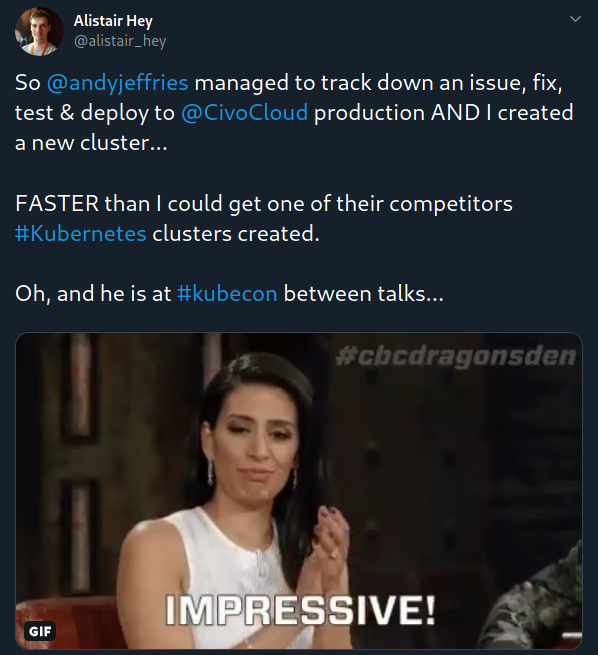 Alistair Hey
@alistair_hey
So @andyjeffries managed to track down an issue, fix,
test & deploy to @CivoCloud production AND I created
a new cluster...
FASTER than I could get one of their competitors
#Kubernetes clusters created.
Oh, and he is at #kubecon between talks...
#cbcdragonsden
IMPRESSIVE!
GIF